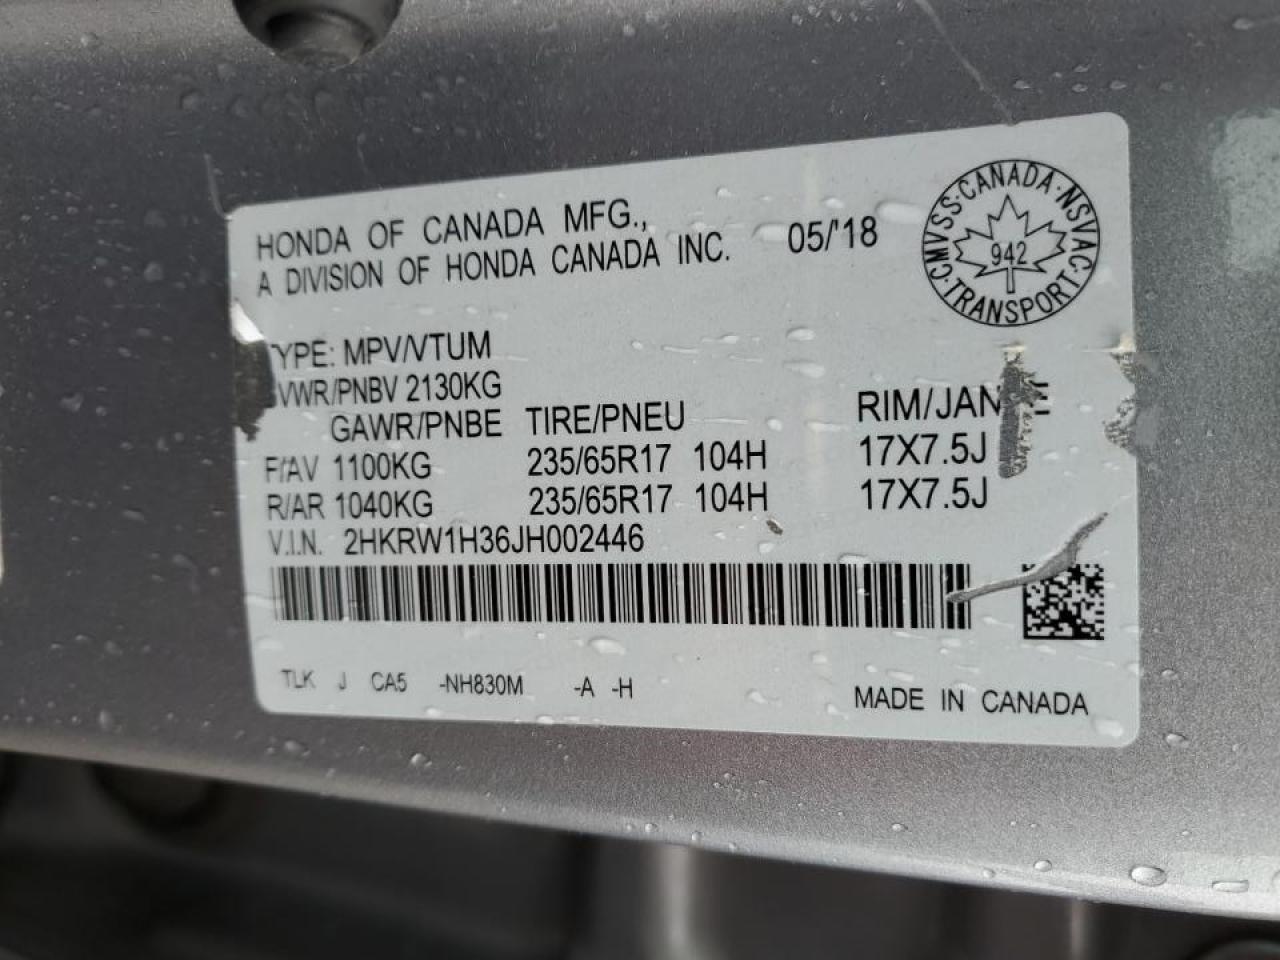 HONDA OF CANADA MFG.,
A DIVISION OF HONDA CANADA INC. 05/'18
CMVSS·CANADA·NSVAC·TRANSPORT·
942
YPE: MPV/VTUM
VWR/PNBV 2130KG
GAWR/PNBE TIRE/PNEU RIM/JAN E
F/AV 1100KG 235/65R17 104H 17X7.5J
R/AR 1040KG 235/65R17 104H 17X7.5J
V.I.N. 2HKRW1H36JH002446
TLK J CA5 -NH830M -A -H
MADE IN CANADA